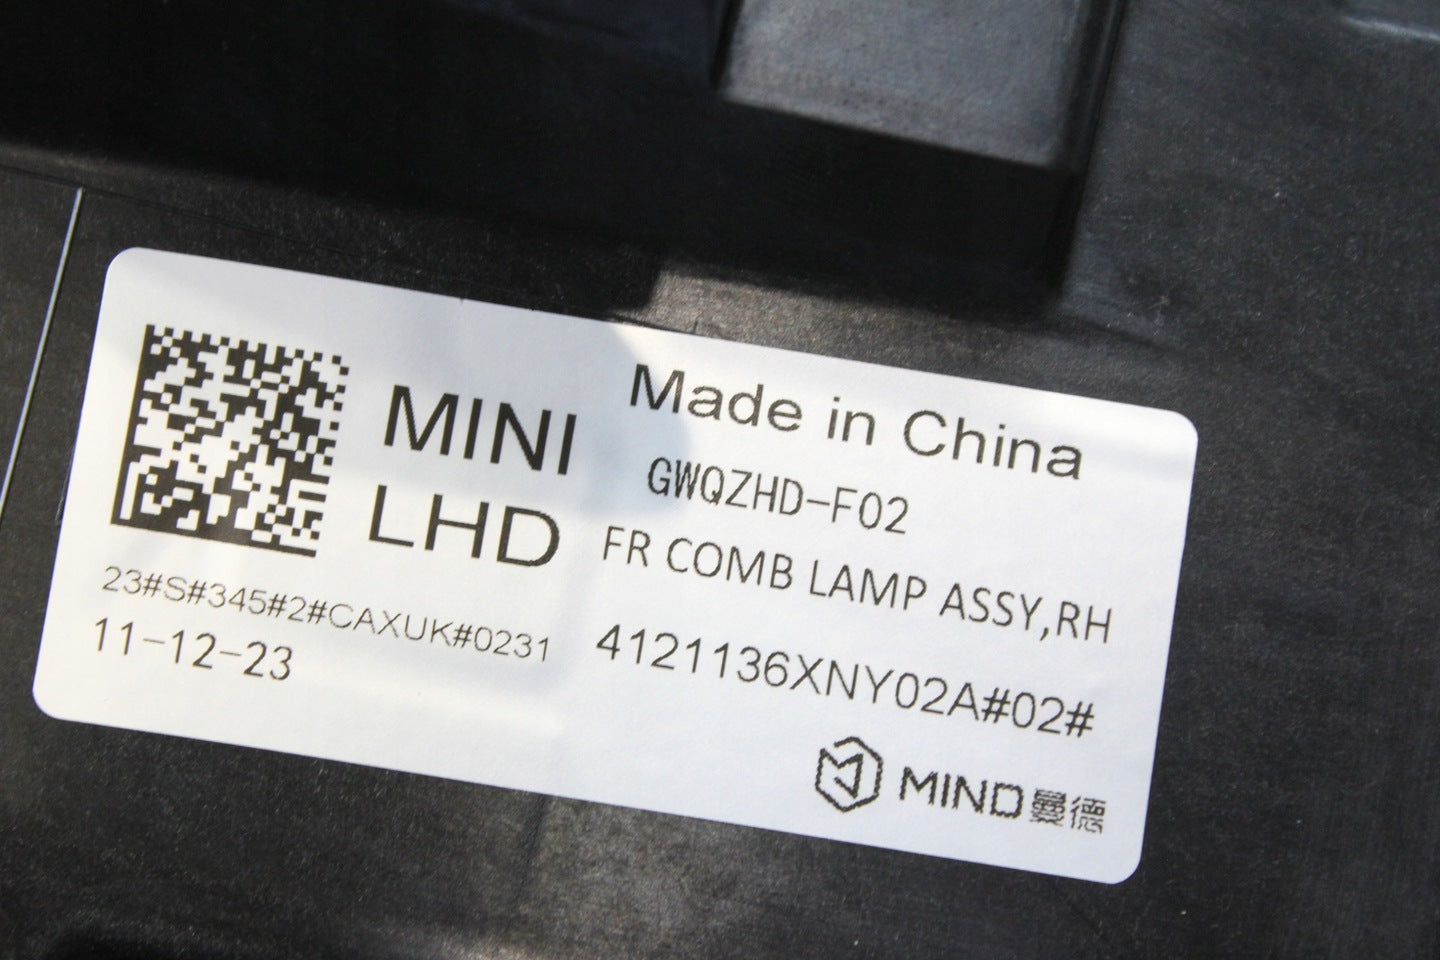 MINI
LHD
23#S#345#2#CAXUK#0231
11-12-23
Made in China
GWQZHD-F02
FR COMB LAMP ASSY,RH
4121136XNY02A#02#
MIND曼德